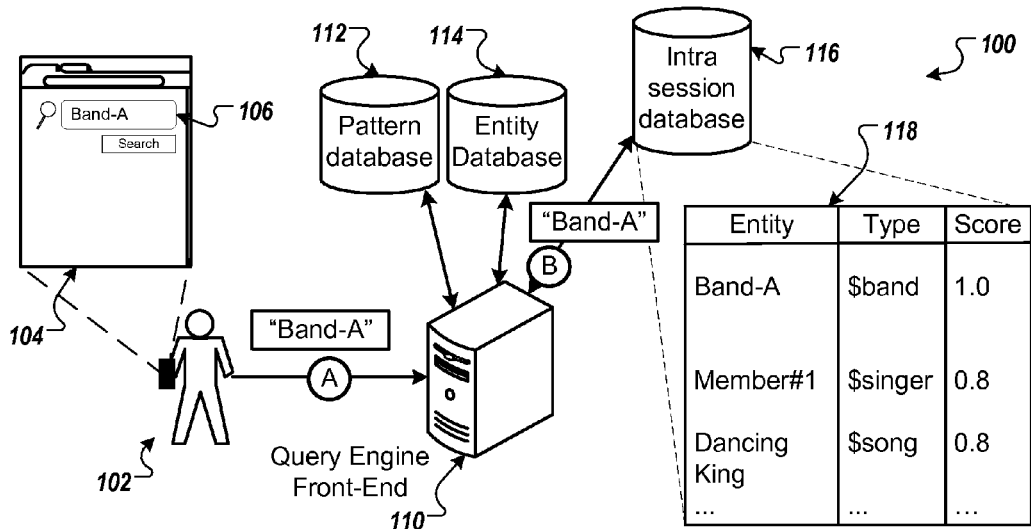 112
114
116
100
Intra
session
database
Band-A
106
Search
Pattern
database
Entity
Database
118
"Band-A"
B
Entity Type Score
Band-A $band 1.0
Member#1 $singer 0.8
Dancing
King $song 0.8
... ... ...
104
"Band-A"
A
102
Query Engine
Front-End
110